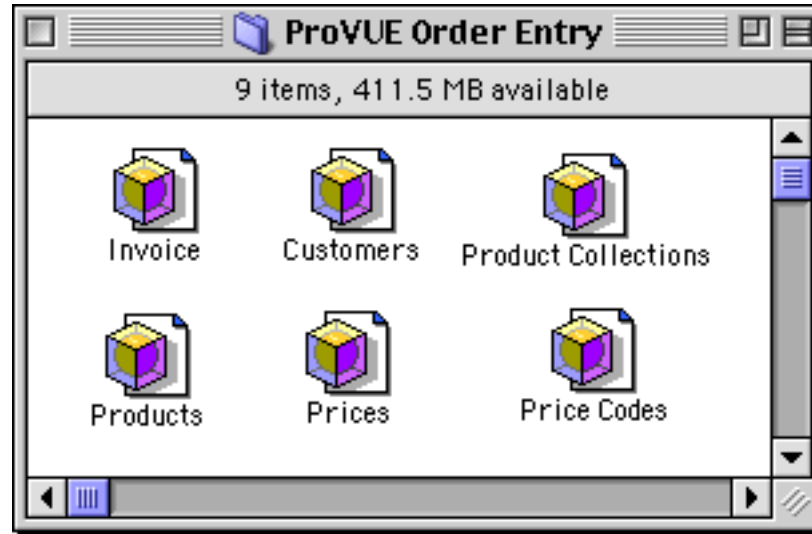 ProVUE Order Entry
9 items, 411.5 MB available
Invoice
Customers
Product Collections
Products
Prices
Price Codes